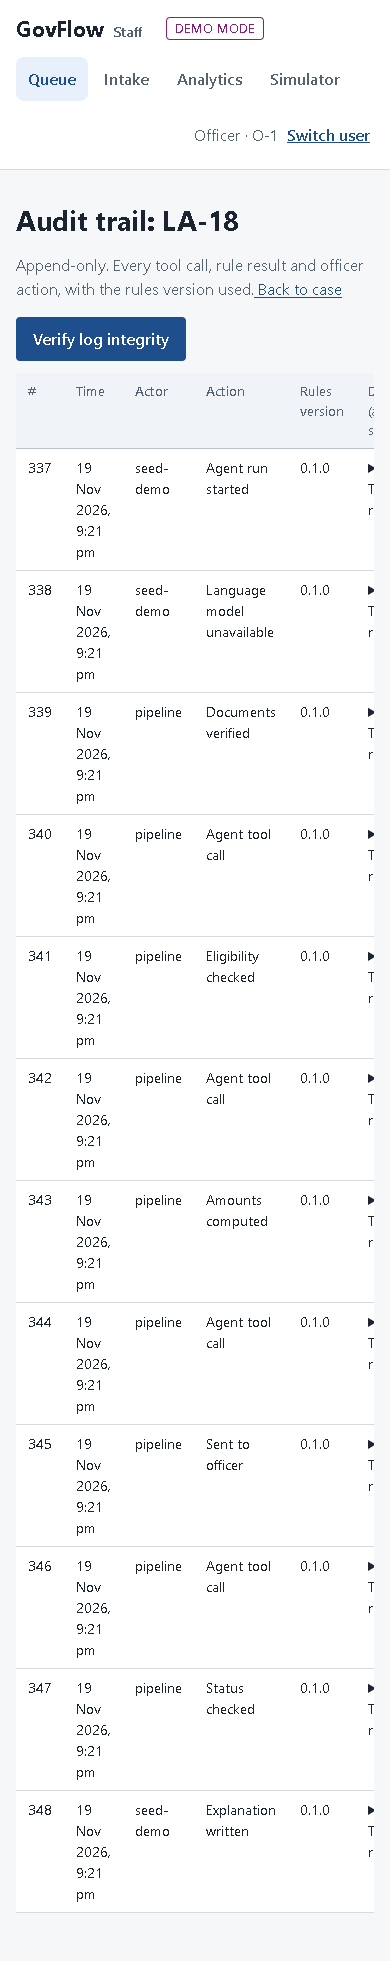 GovFlow Staff DEMO MODE
Queue Intake Analytics Simulator
Officer · O-1 Switch user
Audit trail: LA-18
Append-only. Every tool call, rule result and officer
action, with the rules version used. Back to case
Verify log integrity
# Time Actor Action Rules
version
337 19 seed- Agent run 0.1.0
Nov demo started
2026,
9:21
pm
338 19 seed- Language 0.1.0
Nov demo model
2026, unavailable
9:21
pm
339 19 pipeline Documents 0.1.0
Nov verified
2026,
9:21
pm
340 19 pipeline Agent tool 0.1.0
Nov call
2026,
9:21
pm
341 19 pipeline Eligibility 0.1.0
Nov checked
2026,
9:21
pm
342 19 pipeline Agent tool 0.1.0
Nov call
2026,
9:21
pm
343 19 pipeline Amounts 0.1.0
Nov computed
2026,
9:21
pm
344 19 pipeline Agent tool 0.1.0
Nov call
2026,
9:21
pm
345 19 pipeline Sent to 0.1.0
Nov officer
2026,
9:21
pm
346 19 pipeline Agent tool 0.1.0
Nov call
2026,
9:21
pm
347 19 pipeline Status 0.1.0
Nov checked
2026,
9:21
pm
348 19 seed- Explanation 0.1.0
Nov demo written
2026,
9:21
pm